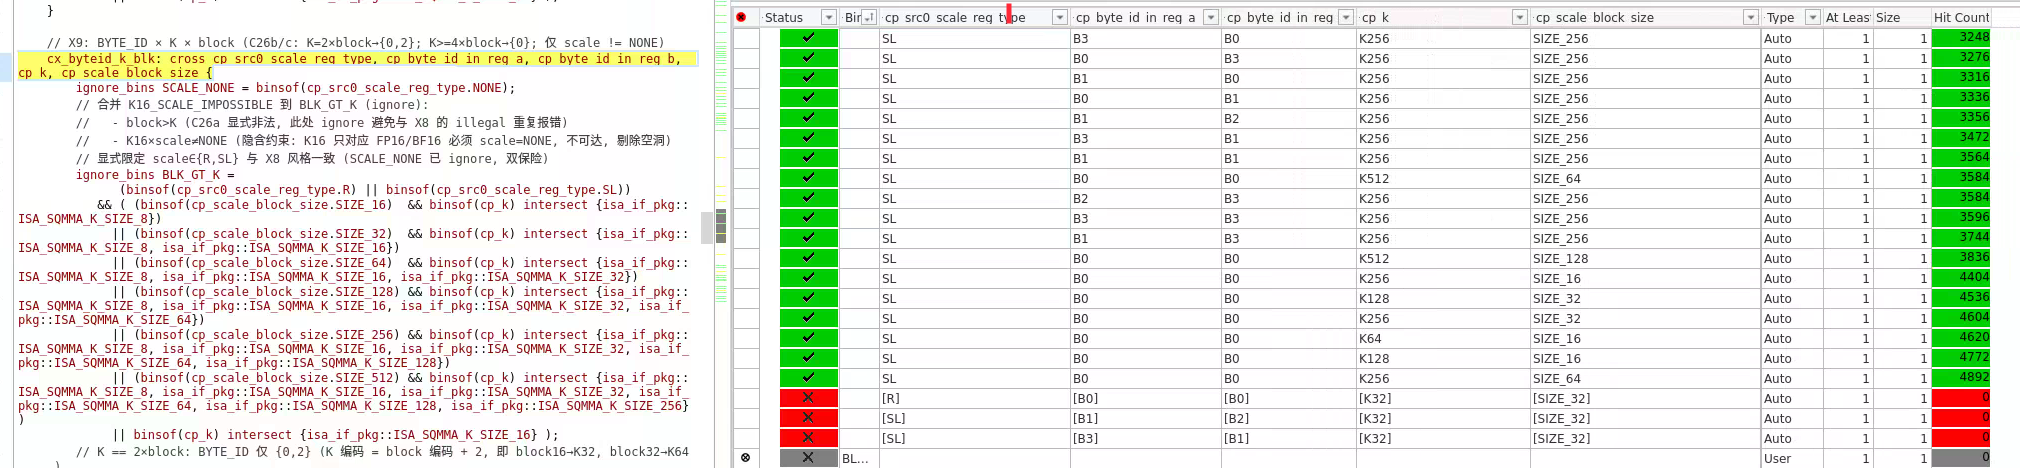 }
// X9: BYTE_ID × K × block (C26b/c: K=2×block→{0,2}; K>=4×block→{0}; 仅 scale != NONE)
cx_byteid_k_blk: cross cp_src0_scale_reg_type, cp_byte_id_in_reg_a, cp_byte_id_in_reg_b,
cp_k, cp_scale_block_size {
ignore_bins SCALE_NONE = binsof(cp_src0_scale_reg_type.NONE);
// 合并 K16_SCALE_IMPOSSIBLE 到 BLK_GT_K (ignore):
//   - block>K (C26a 显式非法, 此处 ignore 避免与 X8 的 illegal 重复报错)
//   - K16×scale≠NONE (隐含约束: K16 只对应 FP16/BF16 必须 scale=NONE, 不可达, 剔除空洞)
// 显式限定 scale∈{R,SL} 与 X8 风格一致 (SCALE_NONE 已 ignore, 双保险)
ignore_bins BLK_GT_K =
(binsof(cp_src0_scale_reg_type.R) || binsof(cp_src0_scale_reg_type.SL))
&& ( (binsof(cp_scale_block_size.SIZE_16)  && binsof(cp_k) intersect {isa_if_pkg::
ISA_SQMMA_K_SIZE_8})
|| (binsof(cp_scale_block_size.SIZE_32)  && binsof(cp_k) intersect {isa_if_pkg::
ISA_SQMMA_K_SIZE_8, isa_if_pkg::ISA_SQMMA_K_SIZE_16})
|| (binsof(cp_scale_block_size.SIZE_64)  && binsof(cp_k) intersect {isa_if_pkg::
ISA_SQMMA_K_SIZE_8, isa_if_pkg::ISA_SQMMA_K_SIZE_16, isa_if_pkg::ISA_SQMMA_K_SIZE_32})
|| (binsof(cp_scale_block_size.SIZE_128) && binsof(cp_k) intersect {isa_if_pkg::
ISA_SQMMA_K_SIZE_8, isa_if_pkg::ISA_SQMMA_K_SIZE_16, isa_if_pkg::ISA_SQMMA_K_SIZE_32, isa_if_
pkg::ISA_SQMMA_K_SIZE_64})
|| (binsof(cp_scale_block_size.SIZE_256) && binsof(cp_k) intersect {isa_if_pkg::
ISA_SQMMA_K_SIZE_8, isa_if_pkg::ISA_SQMMA_K_SIZE_16, isa_if_pkg::ISA_SQMMA_K_SIZE_32, isa_if_
pkg::ISA_SQMMA_K_SIZE_64, isa_if_pkg::ISA_SQMMA_K_SIZE_128})
|| (binsof(cp_scale_block_size.SIZE_512) && binsof(cp_k) intersect {isa_if_pkg::
ISA_SQMMA_K_SIZE_8, isa_if_pkg::ISA_SQMMA_K_SIZE_16, isa_if_pkg::ISA_SQMMA_K_SIZE_32, isa_if_
pkg::ISA_SQMMA_K_SIZE_64, isa_if_pkg::ISA_SQMMA_K_SIZE_128, isa_if_pkg::ISA_SQMMA_K_SIZE_256}
)
|| binsof(cp_k) intersect {isa_if_pkg::ISA_SQMMA_K_SIZE_16} );
// K == 2×block: BYTE_ID 仅 {0,2} (K 编码 = block 编码 + 2, 即 block16→K32, block32→K64
Status Bin cp_src0_scale_reg_type cp_byte_id_in_reg_a cp_byte_id_in_reg cp_k cp_scale_block_size Type At Leas Size Hit Count
SL B3 B0 K256 SIZE_256 Auto 1 1 3248
SL B0 B3 K256 SIZE_256 Auto 1 1 3276
SL B1 B0 K256 SIZE_256 Auto 1 1 3316
SL B0 B1 K256 SIZE_256 Auto 1 1 3336
SL B1 B2 K256 SIZE_256 Auto 1 1 3356
SL B3 B1 K256 SIZE_256 Auto 1 1 3472
SL B1 B1 K256 SIZE_256 Auto 1 1 3564
SL B0 B0 K512 SIZE_64 Auto 1 1 3584
SL B2 B3 K256 SIZE_256 Auto 1 1 3584
SL B3 B3 K256 SIZE_256 Auto 1 1 3596
SL B1 B3 K256 SIZE_256 Auto 1 1 3744
SL B0 B0 K512 SIZE_128 Auto 1 1 3836
SL B0 B0 K256 SIZE_16 Auto 1 1 4404
SL B0 B0 K128 SIZE_32 Auto 1 1 4536
SL B0 B0 K256 SIZE_32 Auto 1 1 4604
SL B0 B0 K64 SIZE_16 Auto 1 1 4620
SL B0 B0 K128 SIZE_16 Auto 1 1 4772
SL B0 B0 K256 SIZE_64 Auto 1 1 4892
[R] [B0] [B0] [K32] [SIZE_32] Auto 1 1 0
[SL] [B1] [B2] [K32] [SIZE_32] Auto 1 1 0
[SL] [B3] [B1] [K32] [SIZE_32] Auto 1 1 0
BL... User 1 1 0